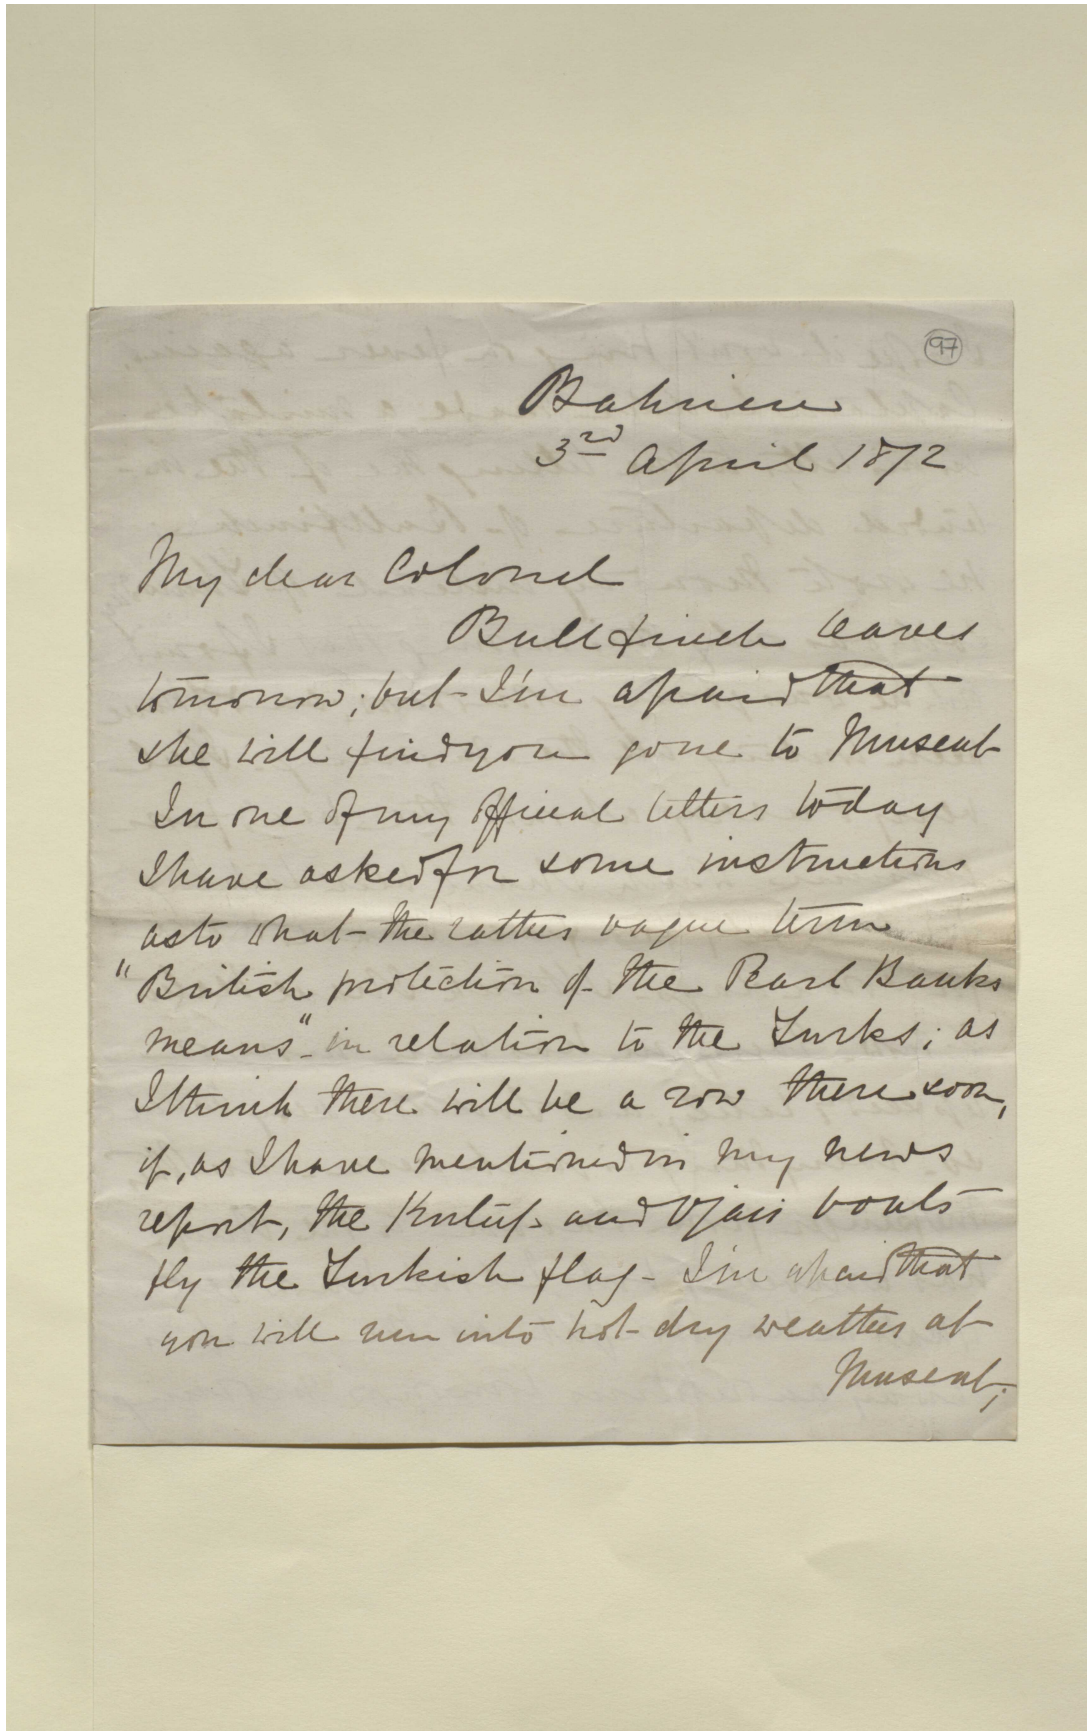 97
Bahrein
3rd April 1872
My dear Colonel
Bullfinch leaves
tomorrow; but I'm afraid that
she will find you gone to Muscat
In one of my official letters today
I have asked for some instructions
as to what the rather vague term
"British protection of the Pearl Banks
means" in relation to the Turks; as
I think there will be a row there soon,
if, as I have mentioned in my news
report, the Kutuf and Ojair boats
fly the Turkish flag - I'm afraid that
you will run into hot dry weather at
Muscat;